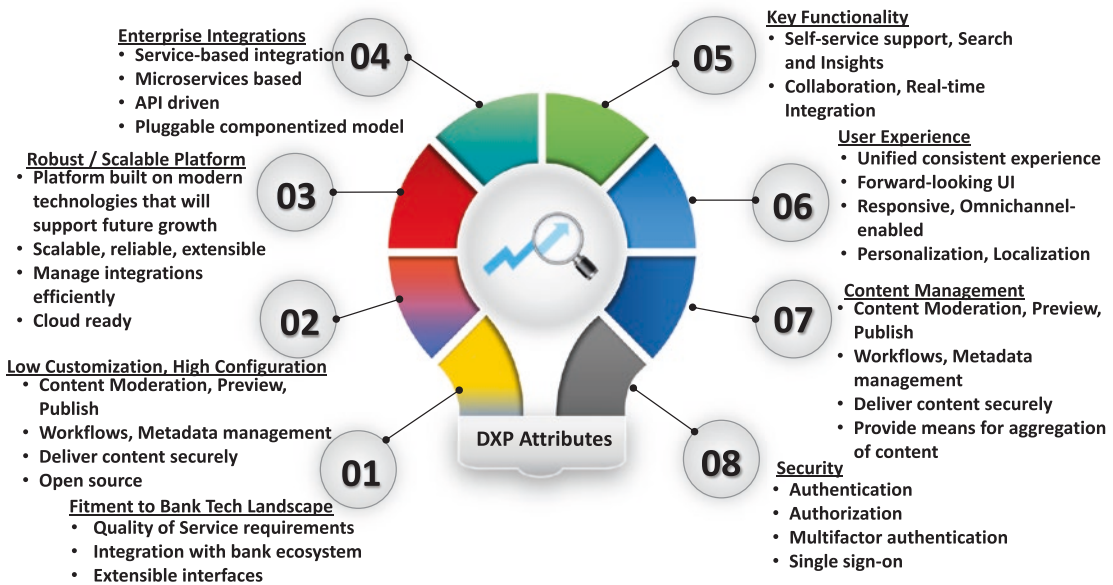 Enterprise Integrations
• Service-based integration
• Microservices based
• API driven
• Pluggable componentized model
04
Robust / Scalable Platform
• Platform built on modern
technologies that will
support future growth
• Scalable, reliable, extensible
• Manage integrations
efficiently
• Cloud ready
03
02
Low Customization, High Configuration
• Content Moderation, Preview,
Publish
• Workflows, Metadata management
• Deliver content securely
• Open source
01
Fitment to Bank Tech Landscape
• Quality of Service requirements
• Integration with bank ecosystem
• Extensible interfaces
DXP Attributes
05
Key Functionality
• Self-service support, Search
and Insights
• Collaboration, Real-time
Integration
06
User Experience
• Unified consistent experience
• Forward-looking UI
• Responsive, Omnichannel-
enabled
• Personalization, Localization
07
Content Management
• Content Moderation, Preview,
Publish
• Workflows, Metadata
management
• Deliver content securely
• Provide means for aggregation
of content
08
Security
• Authentication
• Authorization
• Multifactor authentication
• Single sign-on